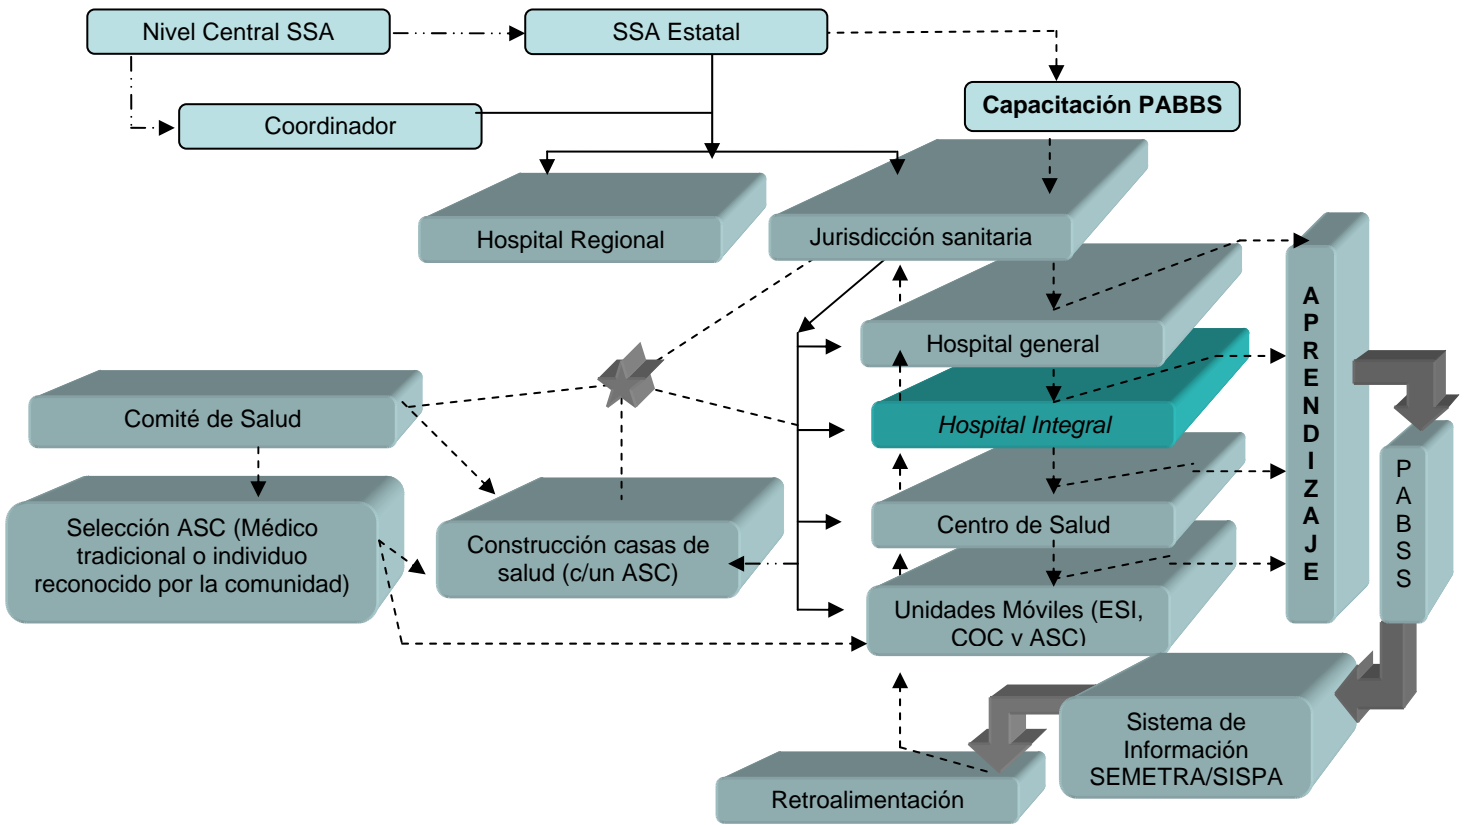 Nivel Central SSA
SSA Estatal
Capacitación PABBS
Coordinador
Hospital Regional
Jurisdicción sanitaria
Hospital general
Hospital Integral
Centro de Salud
Unidades Móviles (ESI,
COC y ASC)
Comité de Salud
Selección ASC (Médico
tradicional o individuo
reconocido por la comunidad)
Construcción casas de
salud (c/un ASC)
A
P
R
E
N
D
I
Z
A
J
E
P
A
B
S
S
Sistema de
Información
SEMETRA/SISPA
Retroalimentación